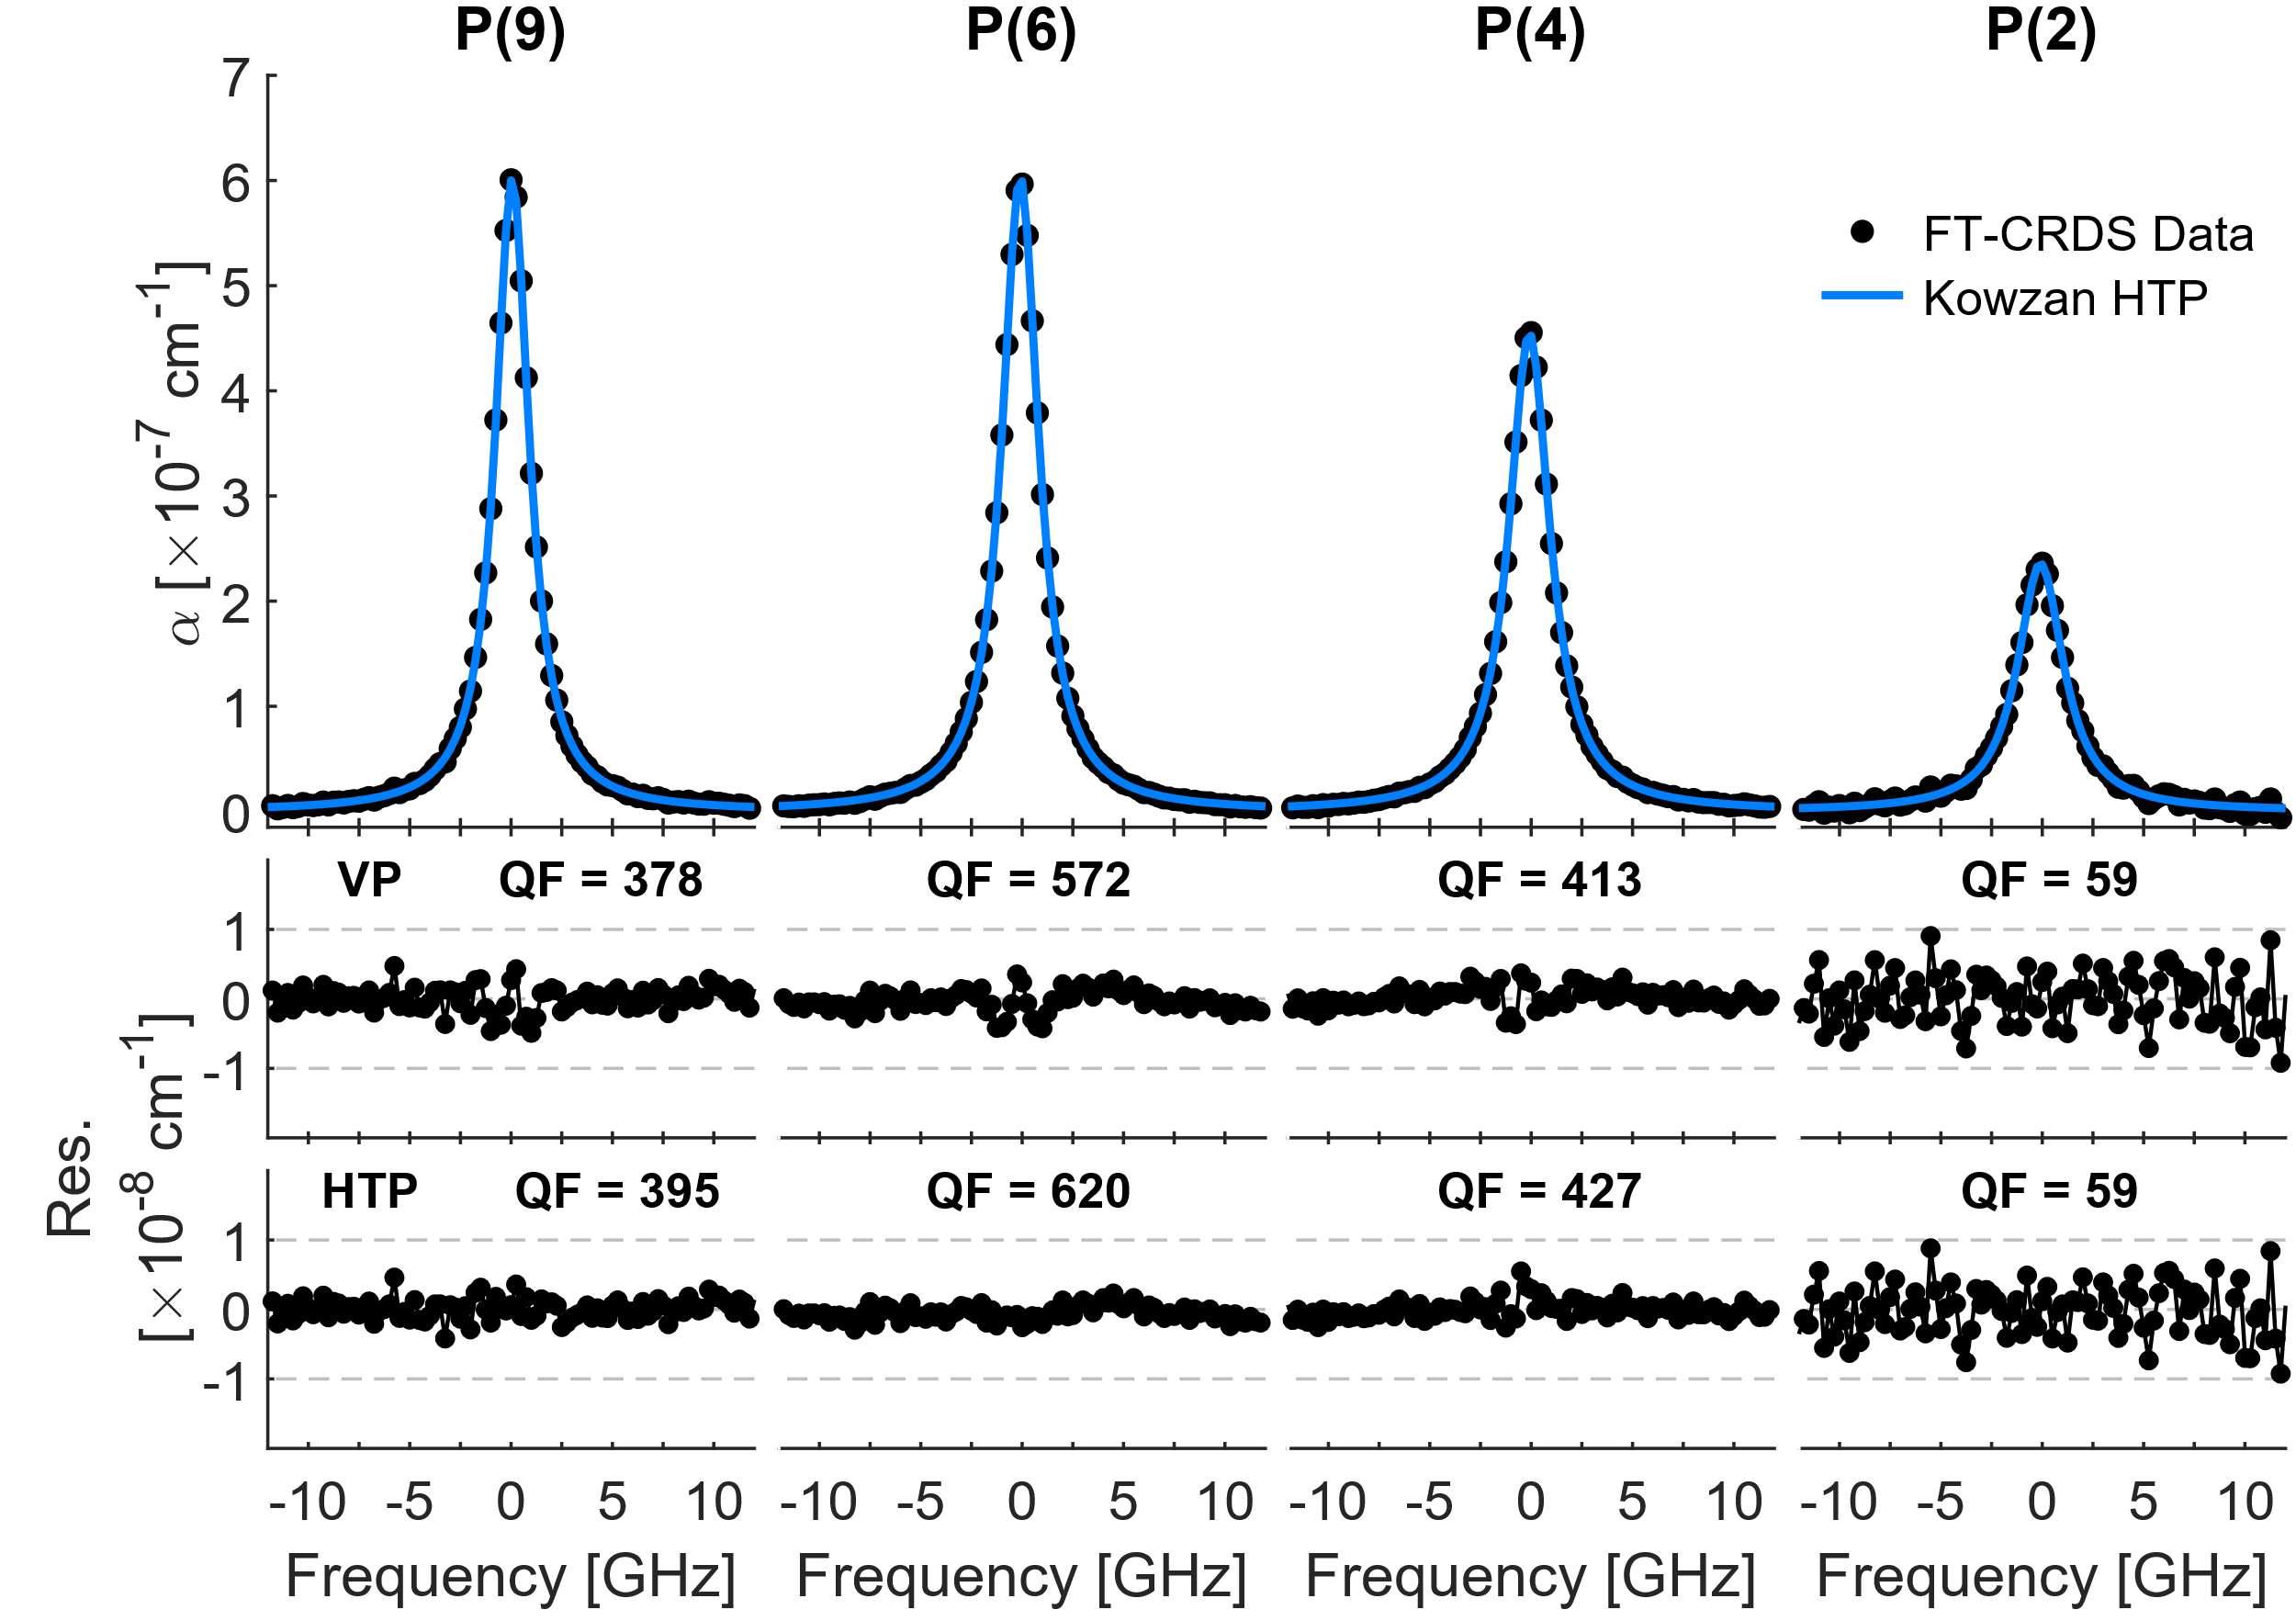 P(9) P(6) P(4) P(2)
7
6
5
4
3
2
1
0
α [×10-7 cm-1]
FT-CRDS Data
Kowzan HTP
VP QF = 378 QF = 572 QF = 413 QF = 59
1
0
-1
HTP QF = 395 QF = 620 QF = 427 QF = 59
1
0
-1
Res.
[×10-8 cm-1]
-10 -5 0 5 10 -10 -5 0 5 10 -10 -5 0 5 10 -10 -5 0 5 10
Frequency [GHz] Frequency [GHz] Frequency [GHz] Frequency [GHz]